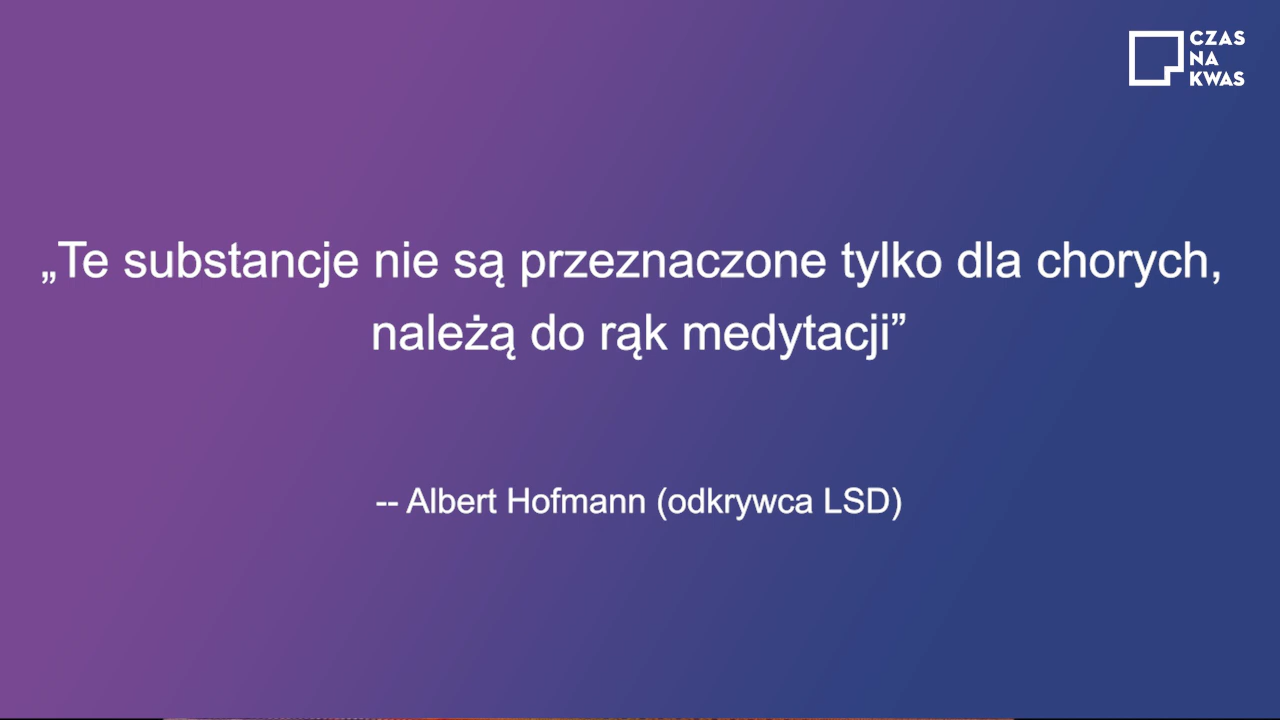 CZAS
NA
KWAS
„Te substancje nie są przeznaczone tylko dla chorych,
należą do rąk medytacji”
-- Albert Hofmann (odkrywca LSD)